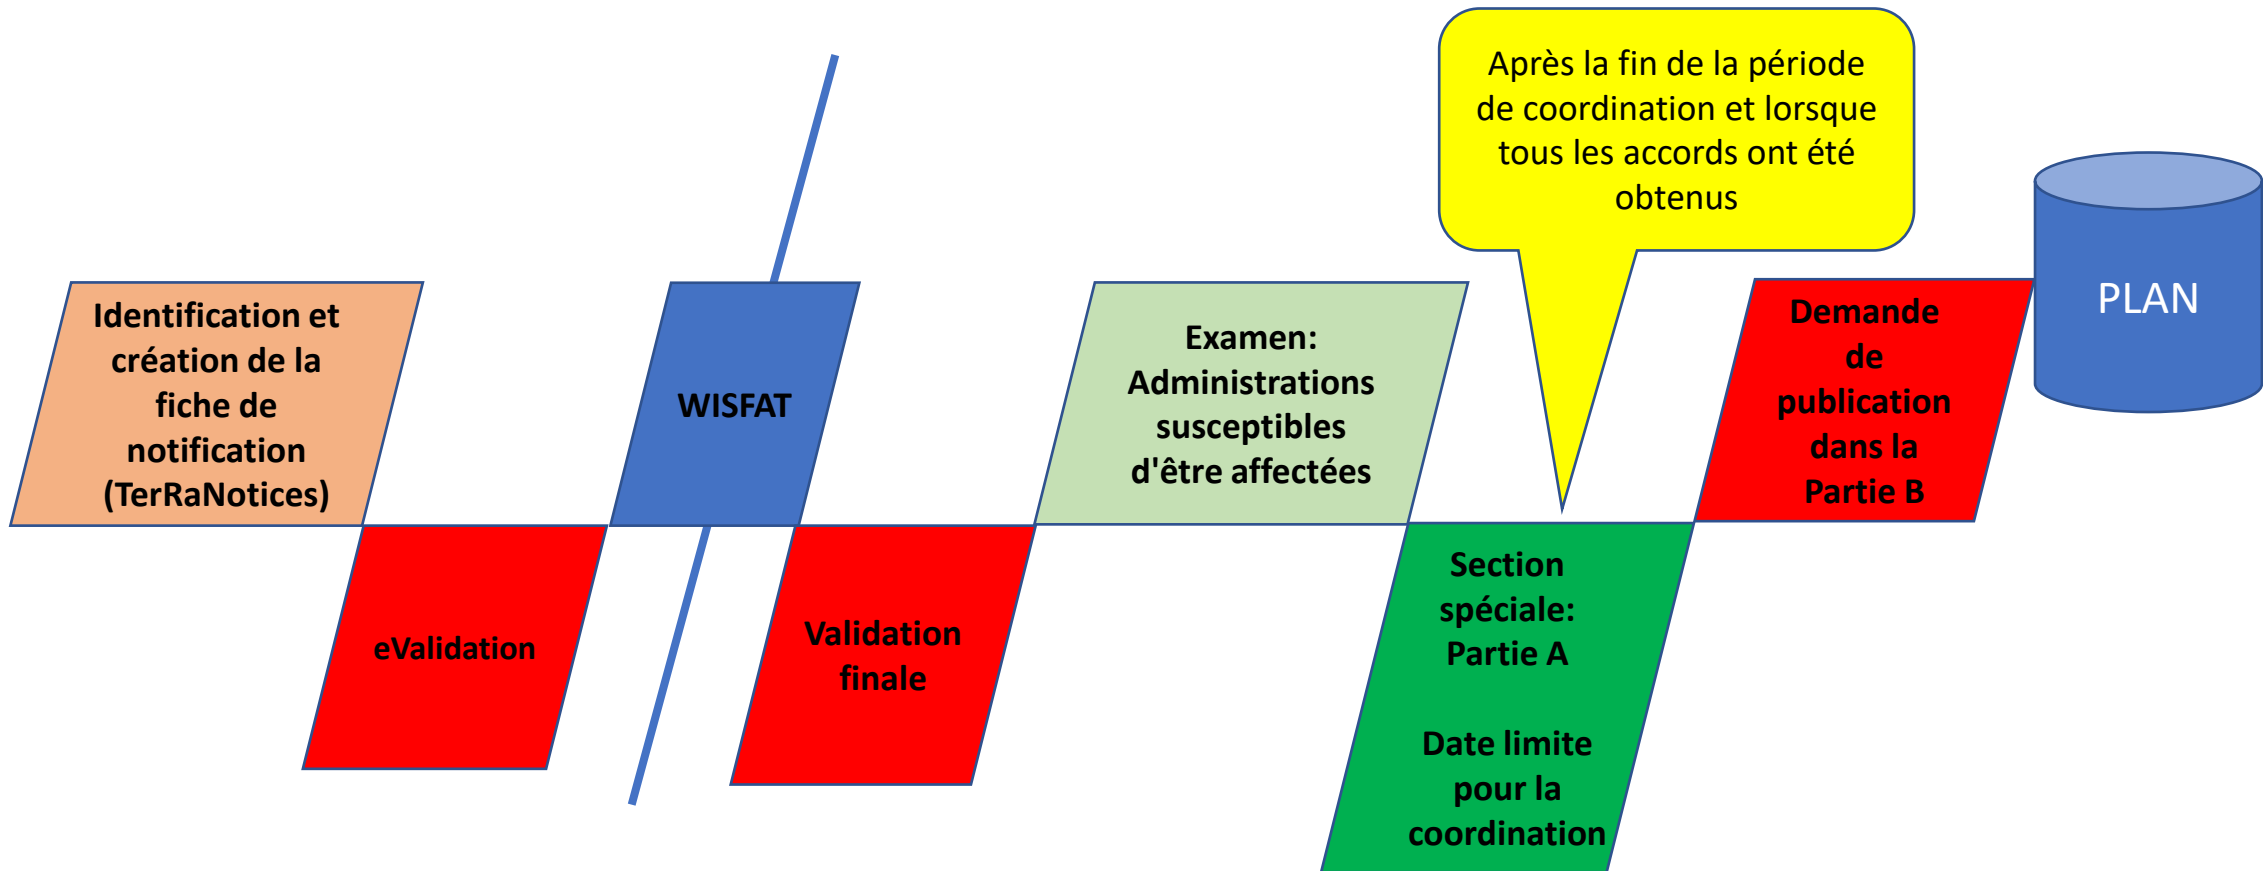 Identification et
création de la
fiche de
notification
(TerRaNotices)
eValidation
WISFAT
Validation
finale
Examen:
Administrations
susceptibles
d'être affectées
Après la fin de la période
de coordination et lorsque
tous les accords ont été
obtenus
Section
spéciale:
Partie A
Date limite
pour la
coordination
Demande
de
publication
dans la
Partie B
PLAN